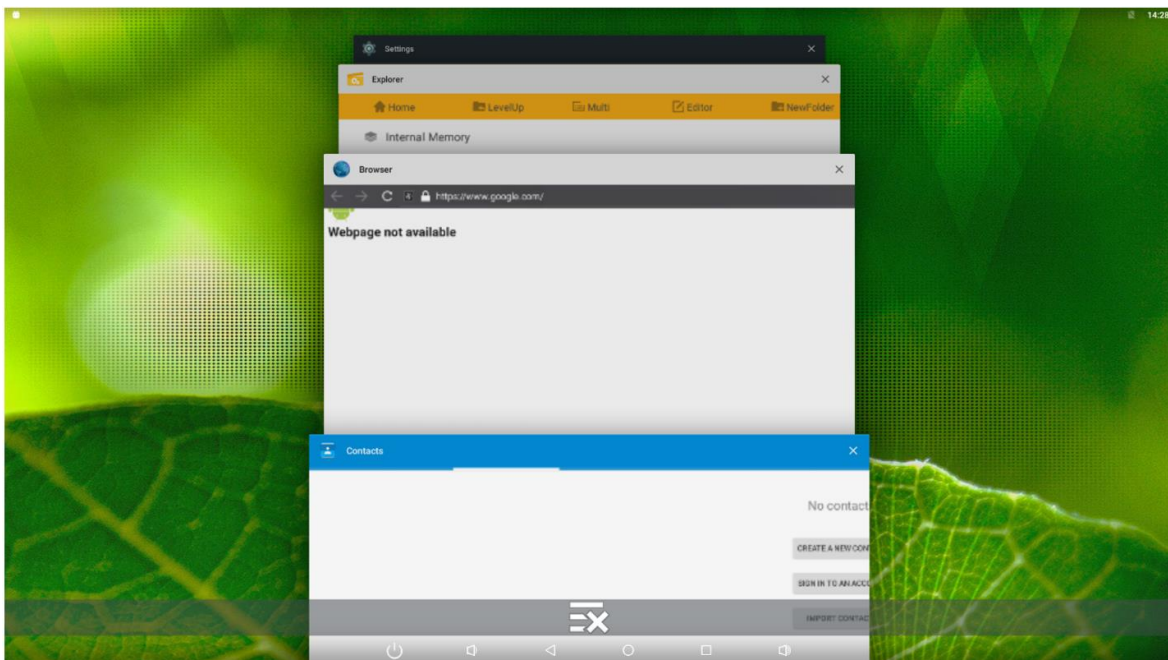 14:28
Settings
Explorer
Home LevelUp Multi Editor NewFolder
Internal Memory
Browser
https://www.google.com/
Webpage not available
Contacts
No contact
CREATE A NEW CON
SIGN IN TO AN ACCO
IMPORT CONTAC